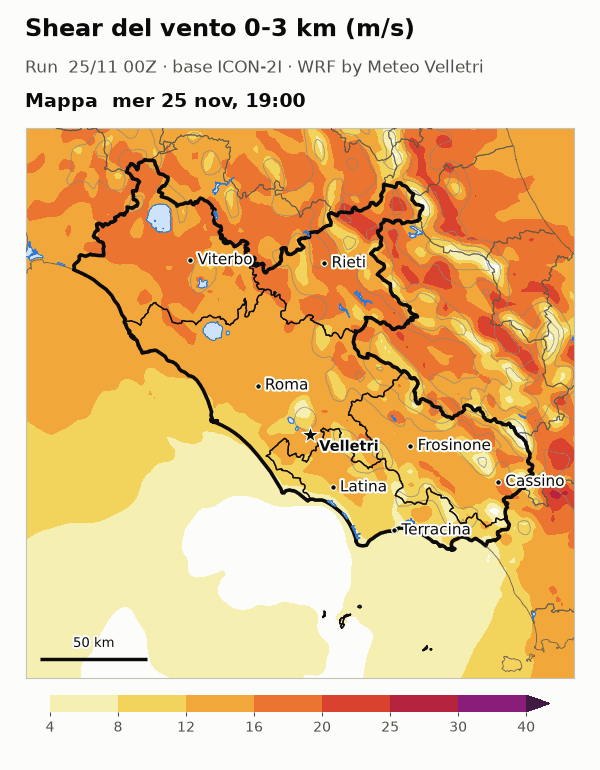 Shear del vento 0-3 km (m/s)
Run  25/11 00Z · base ICON-2I · WRF by Meteo Velletri
Mappa  mer 25 nov, 19:00
Viterbo
Rieti
Roma
Velletri
Frosinone
Latina
Cassino
Terracina
50 km
4 8 12 16 20 25 30 40